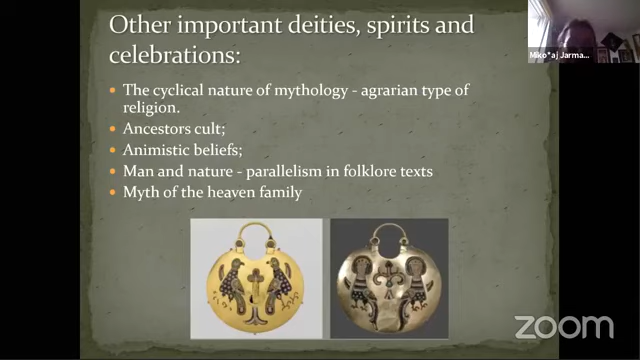 Other important deities, spirits and
celebrations:
The cyclical nature of mythology - agrarian type of
religion.
Ancestors cult;
Animistic beliefs;
Man and nature - parallelism in folklore texts
Myth of the heaven family
Miko*aj Jarma...
zoom